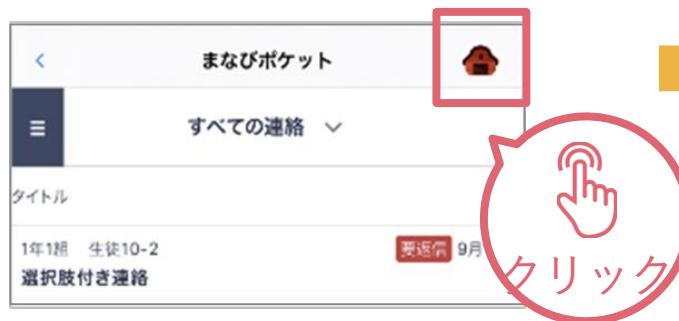 まなびポケット
すべての連絡
タイトル
1年1組 生徒10-2 要返信 9月
選択肢付き連絡
クリック